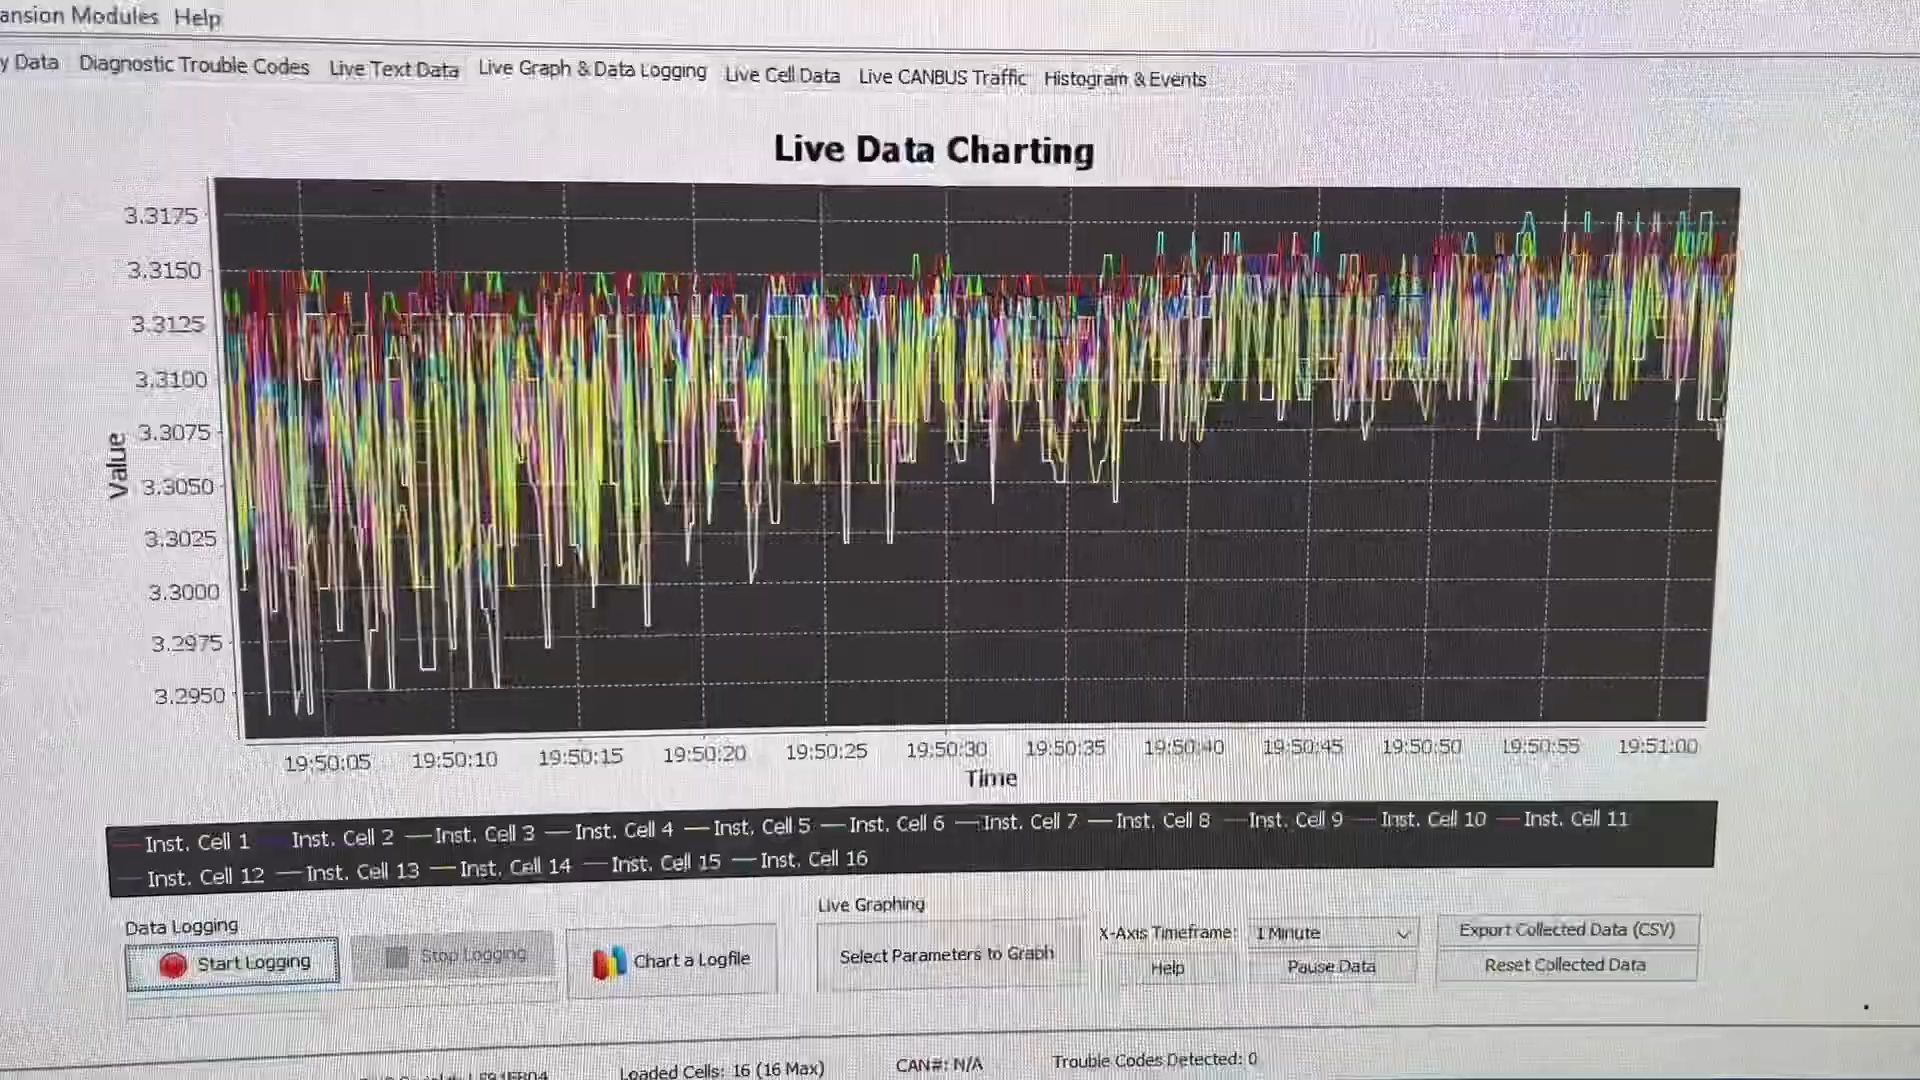 ansion Modules Help
y Data Diagnostic Trouble Codes Live Text Data Live Graph & Data Logging Live Cell Data Live CANBUS Traffic Histogram & Events
Live Data Charting
3.3175
3.3150
3.3125
3.3100
3.3075
3.3050
3.3025
3.3000
3.2975
3.2950
Value
19:50:05 19:50:10 19:50:15 19:50:20 19:50:25 19:50:30 19:50:35 19:50:40 19:50:45 19:50:50 19:50:55 19:51:00
Time
Inst. Cell 1 Inst. Cell 2 Inst. Cell 3 Inst. Cell 4 Inst. Cell 5 Inst. Cell 6 Inst. Cell 7 Inst. Cell 8 Inst. Cell 9 Inst. Cell 10 Inst. Cell 11
Inst. Cell 12 Inst. Cell 13 Inst. Cell 14 Inst. Cell 15 Inst. Cell 16
Data Logging
Start Logging Stop Logging Chart a Logfile
Live Graphing
Select Parameters to Graph
X-Axis Timeframe: 1 Minute
Help Pause Data
Export Collected Data (CSV)
Reset Collected Data
Loaded Cells: 16 (16 Max) CAN#: N/A Trouble Codes Detected: 0